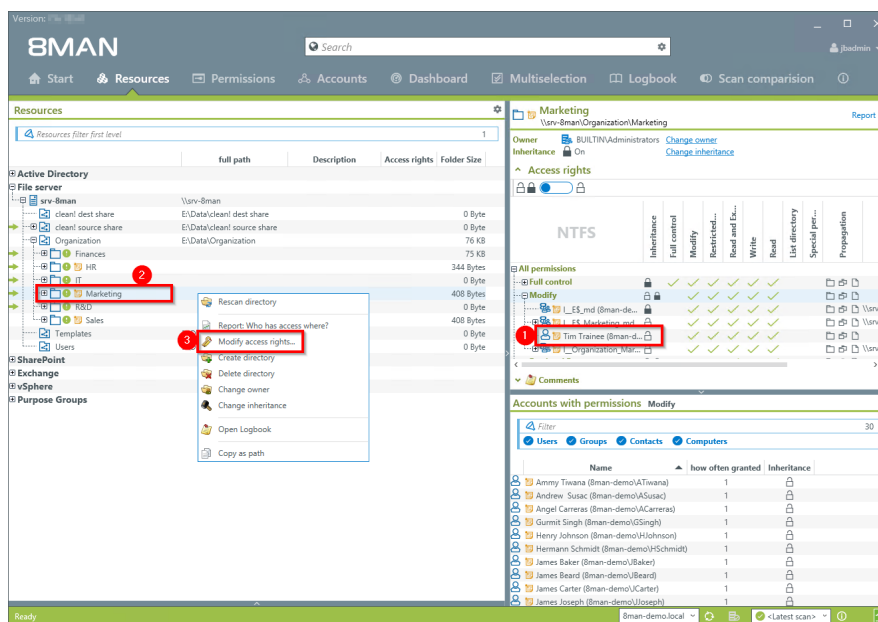 Version:
8MAN
Search
jbadmin
Start Resources Permissions Accounts Dashboard Multiselection Logbook Scan comparision
Resources
Resources filter first level 1
full path Description Access rights Folder Size
Active Directory
File server
srv-8man \\srv-8man
clean! dest share E:\Data\clean! dest share 0 Byte
clean! source share E:\Data\clean! source share 0 Byte
Organization E:\Data\Organization 76 KB
Finances 75 KB
HR 344 Bytes
2
IT 0 Byte
Marketing 408 Bytes
R&D 0 Byte
Sales 408 Bytes
Templates 0 Byte
Users 0 Byte
SharePoint
Exchange
vSphere
Purpose Groups
Rescan directory
Report: Who has access where?
3 Modify access rights...
Create directory
Delete directory
Change owner
Change inheritance
Open Logbook
Copy as path
Marketing
\\srv-8man\Organization\Marketing
Report
Owner BUILTIN\Administrators Change owner
Inheritance On Change inheritance
Access rights
NTFS
Inheritance
Full control
Modify
Restricted...
Read and Ex...
Write
Read
List directory
Special per...
Propagation
All permissions
Full control
Modify
I__E$_md (8man-de... \\srv
I__E$_Marketing_md
1 Tim Trainee (8man-d...
I__Organization_Mar... \\srv
Comments
Accounts with permissions Modify
Filter 30
Users Groups Contacts Computers
Name how often granted Inheritance
Ammy Tiwana (8man-demo\ATiwana) 1
Andrew Susac (8man-demo\ASusac) 1
Angel Carreras (8man-demo\ACarreras) 1
Gurmit Singh (8man-demo\GSingh) 1
Henry Johnson (8man-demo\HJohnson) 1
Hermann Schmidt (8man-demo\HSchmidt) 1
James Baker (8man-demo\JBaker) 1
James Beard (8man-demo\JBeard) 1
James Carter (8man-demo\JCarter) 1
James Joseph (8man-demo\JJoseph) 1
Ready 8man-demo.local <Latest scan>